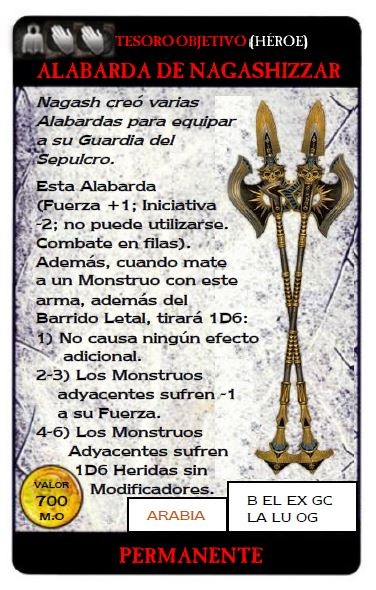 TESORO OBJETIVO (HÉROE)
ALABARDA DE NAGASHIZZAR
Nagash creó varias
Alabardas para equipar
a su Guardia del
Sepulcro.
Esta Alabarda
(Fuerza +1; Iniciativa
-2; no puede utilizarse.
Combate en filas).
Además, cuando mate
a un Monstruo con este
arma, además del
Barrido Letal, tirará 1D6:
1) No causa ningún efecto
adicional.
2-3) Los Monstruos
adyacentes sufren -1
a su Fuerza.
4-6) Los Monstruos
Adyacentes sufren
1D6 Heridas sin
Modificadores.
VALOR
700
M.O
ARABIA
B EL EX GC
LA LU OG
PERMANENTE